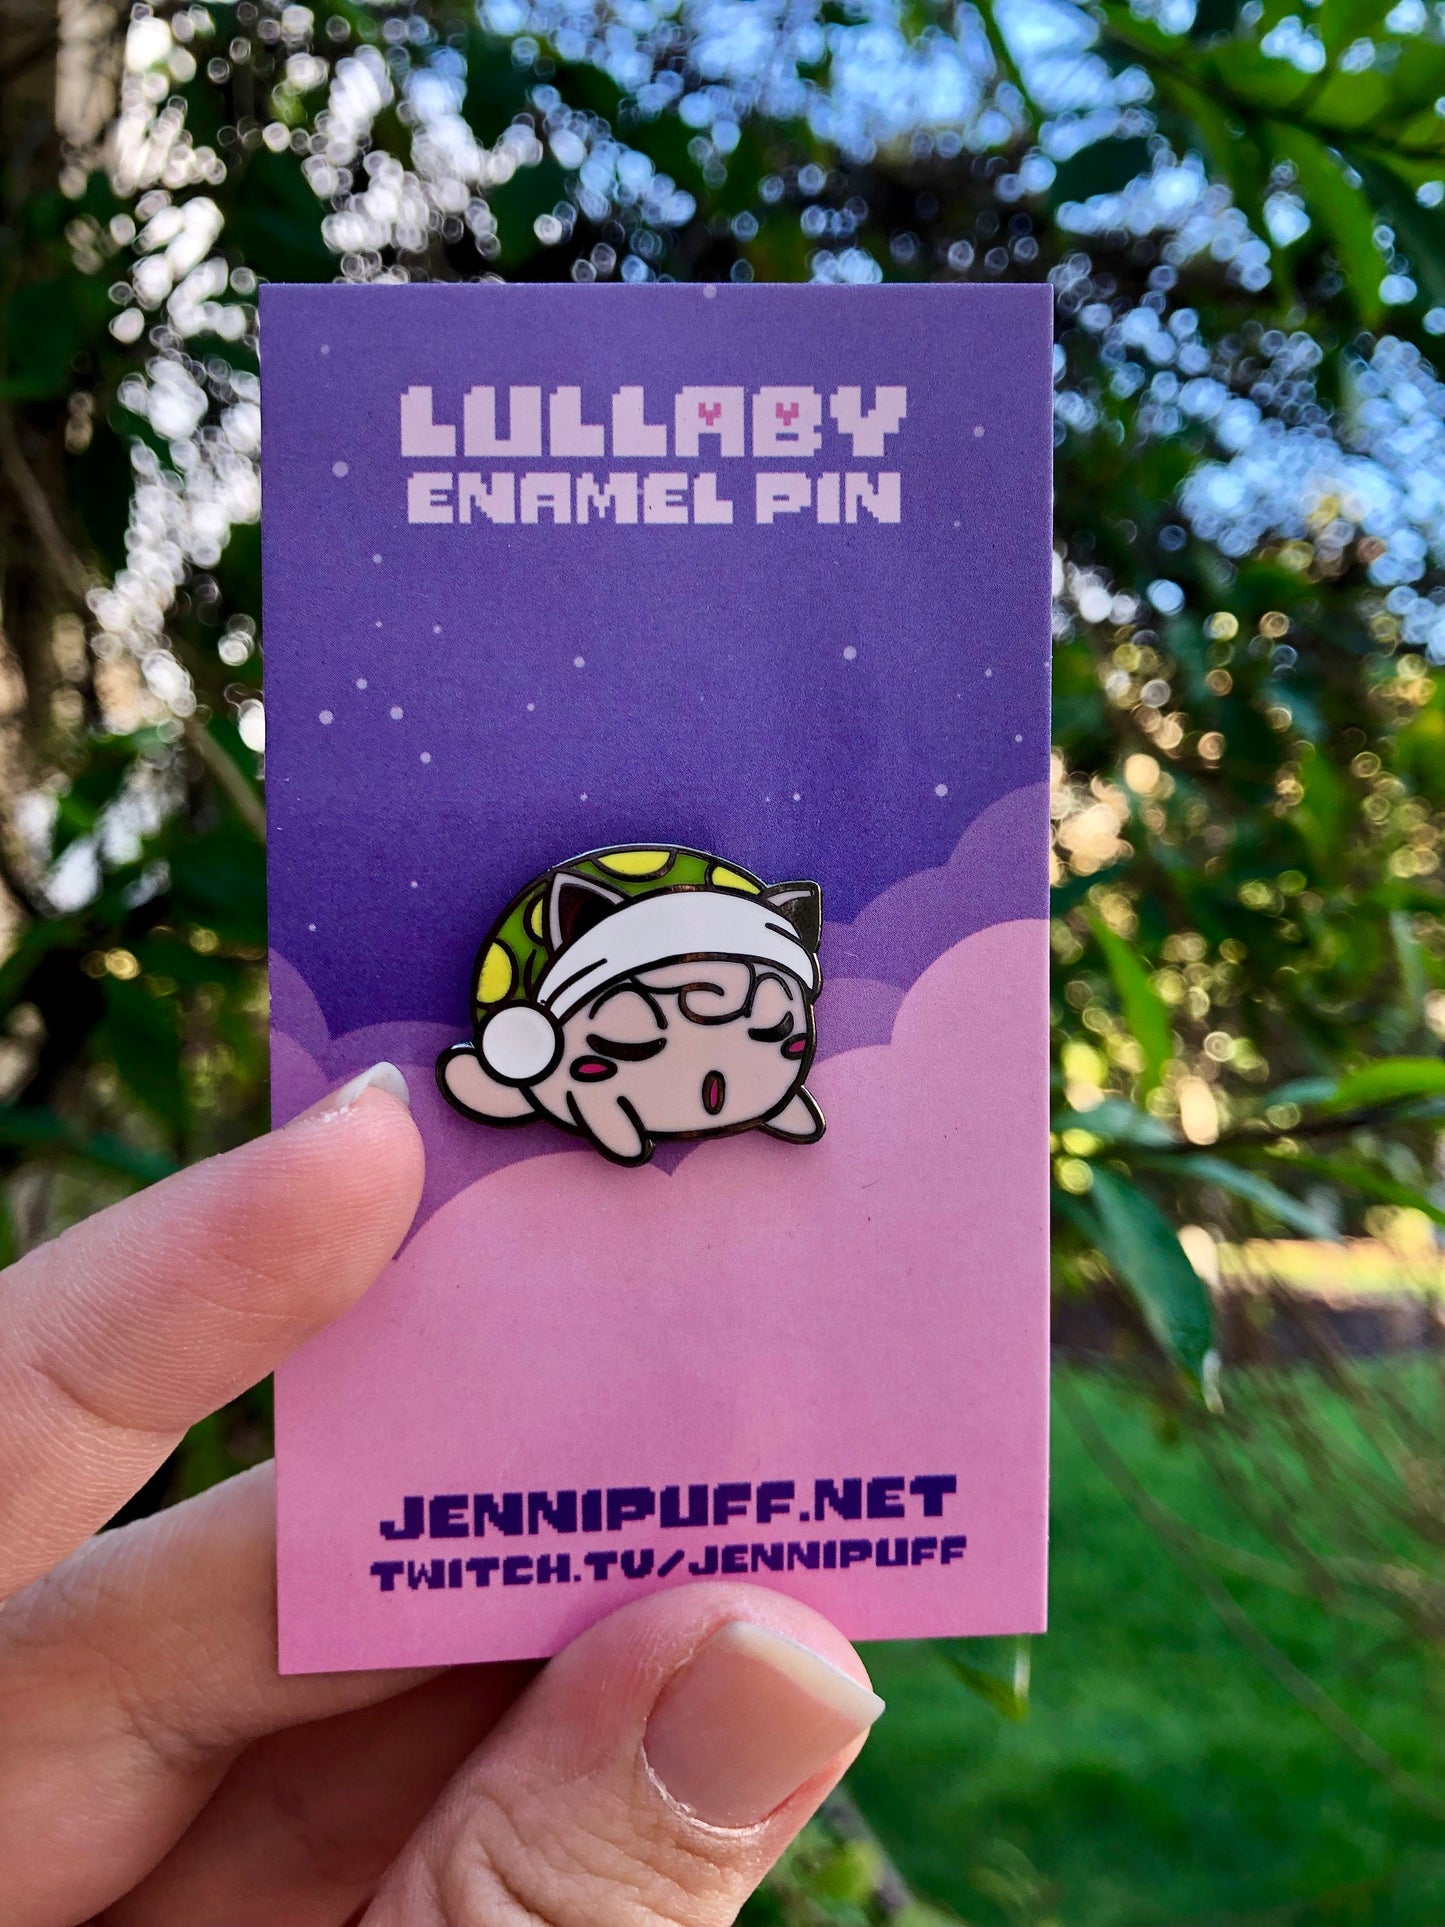 LULLABY
ENAMEL PIN
JENNIPUFF.NET
TWITCH.TV/JENNIPUFF